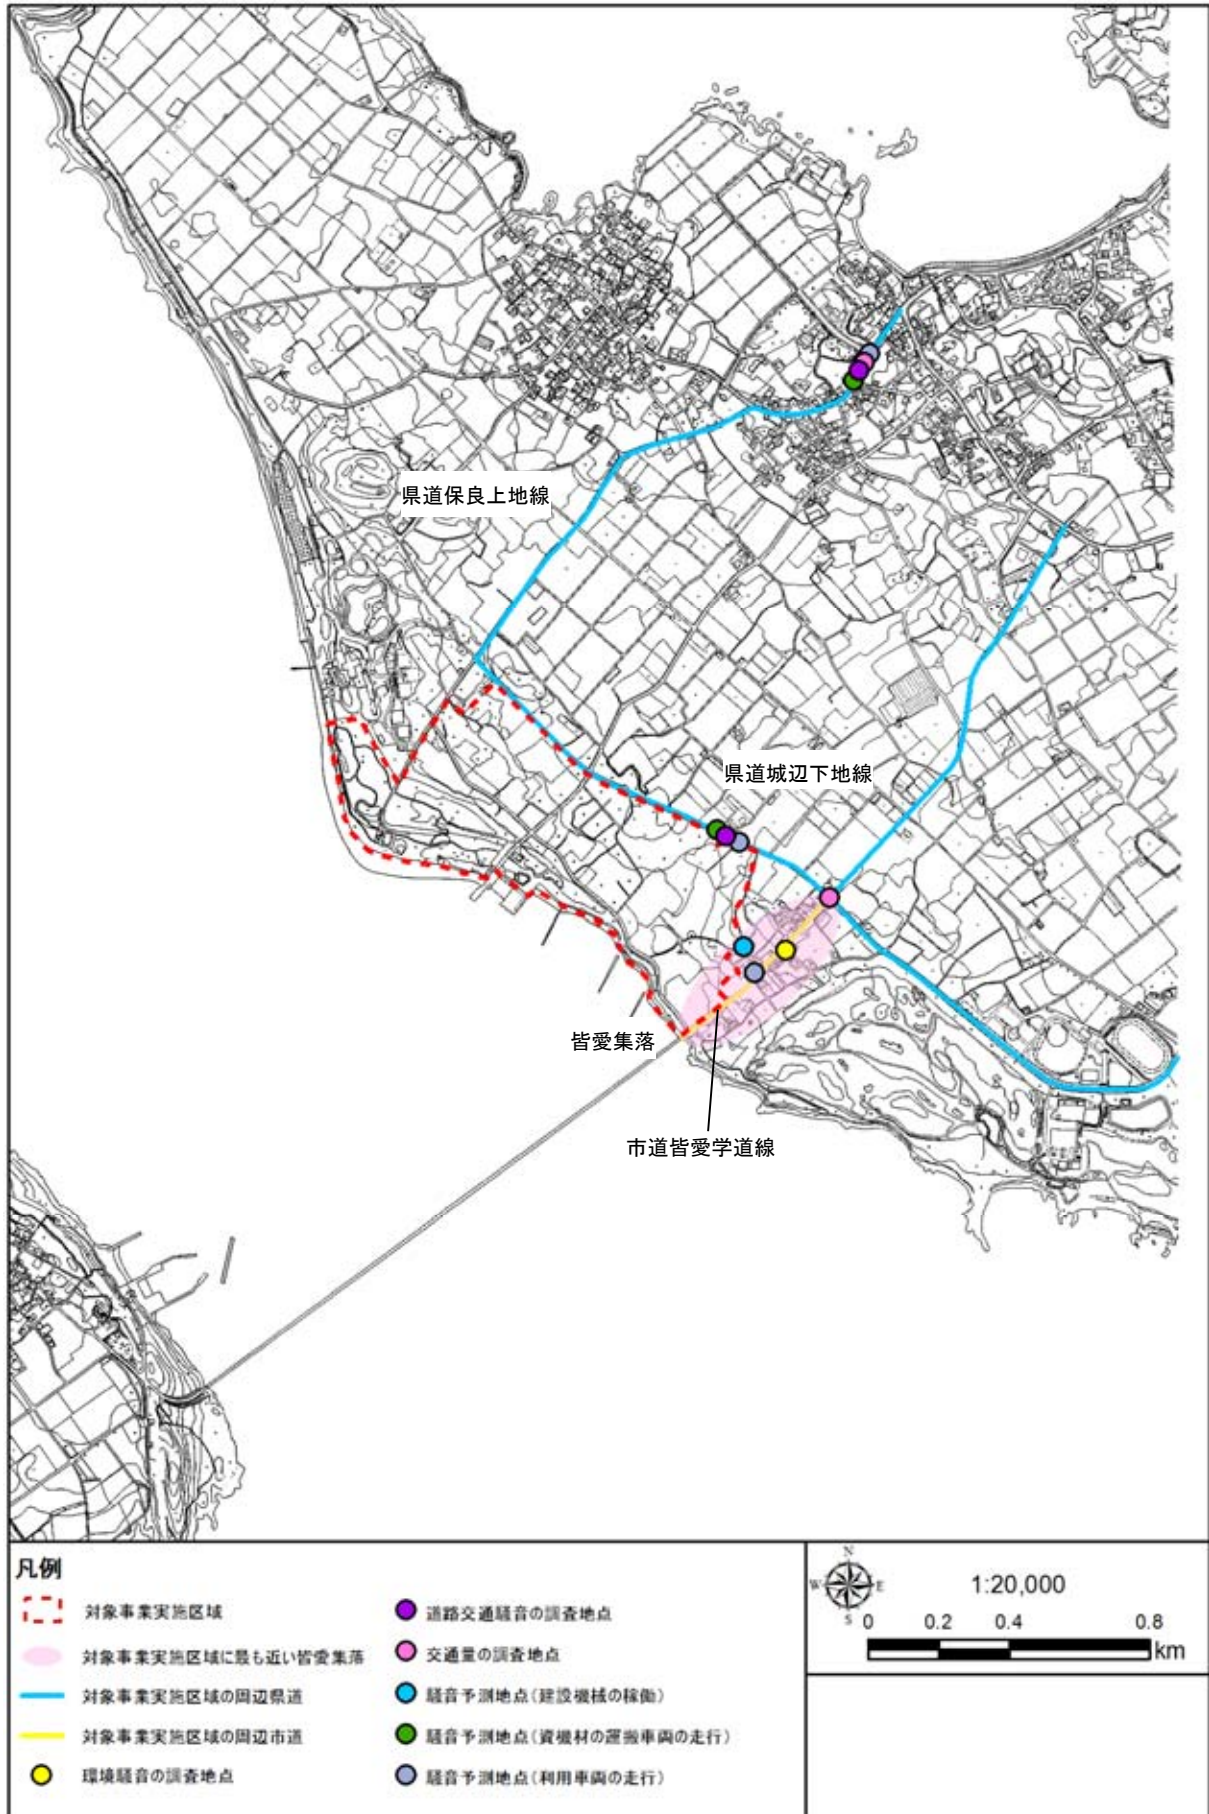 県道保良上地線
県道城辺下地線
皆愛集落
市道皆愛学道線
凡例
対象事業実施区域
対象事業実施区域に最も近い皆愛集落
対象事業実施区域の周辺県道
対象事業実施区域の周辺市道
環境騒音の調査地点
道路交通騒音の調査地点
交通量の調査地点
騒音予測地点(建設機械の稼働)
騒音予測地点(資機材の運搬車両の走行)
騒音予測地点(利用車両の走行)
N
W E
S
1:20,000
0 0.2 0.4 0.8
km